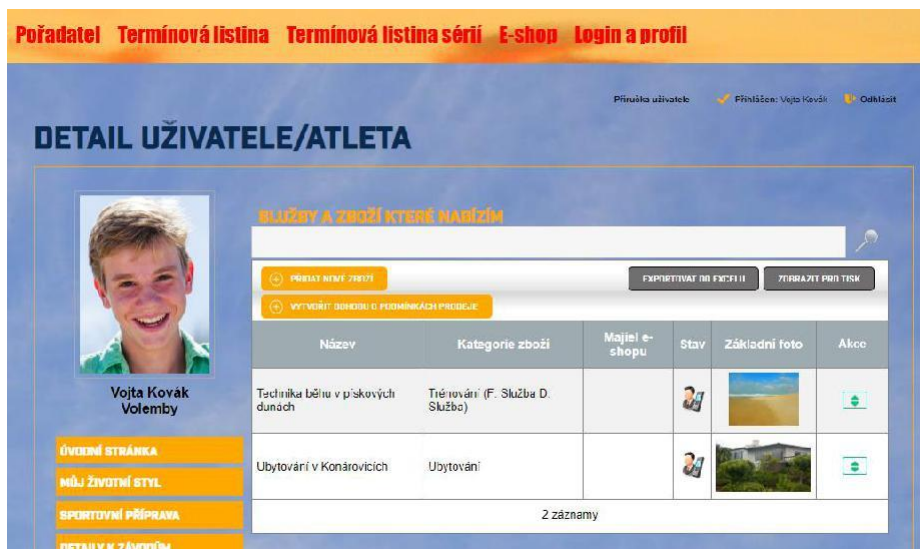 Pořadatel Termínová listina Termínová listina sérií E-shop Login a profil
Příručka uživatele Přihlášen: Vojta Kovák Odhlásit
DETAIL UŽIVATELE/ATLETA
SLUŽBY A ZBOŽÍ KTERÉ NABÍZÍM
PŘIDAT NOVÉ ZBOŽÍ EXPORTOVAT DO EXCELU ZOBRAZIT PRO TISK
VYTVOŘIT DOHODU O PODMÍNKÁCH PRODEJE
Název Kategorie zboží Majiel e-shopu Stav Základní foto Akce
Technika běhu v pískových dunách Trénování (F. Služba D. Služba)
Ubytování v Konárovicích Ubytování
2 záznamy
Vojta Kovák
Volemby
ÚVODNÍ STRÁNKA
MŮJ ŽIVOTNÍ STYL
SPORTOVNÍ PŘÍPRAVA
DETAILY K ZÁVODŮM